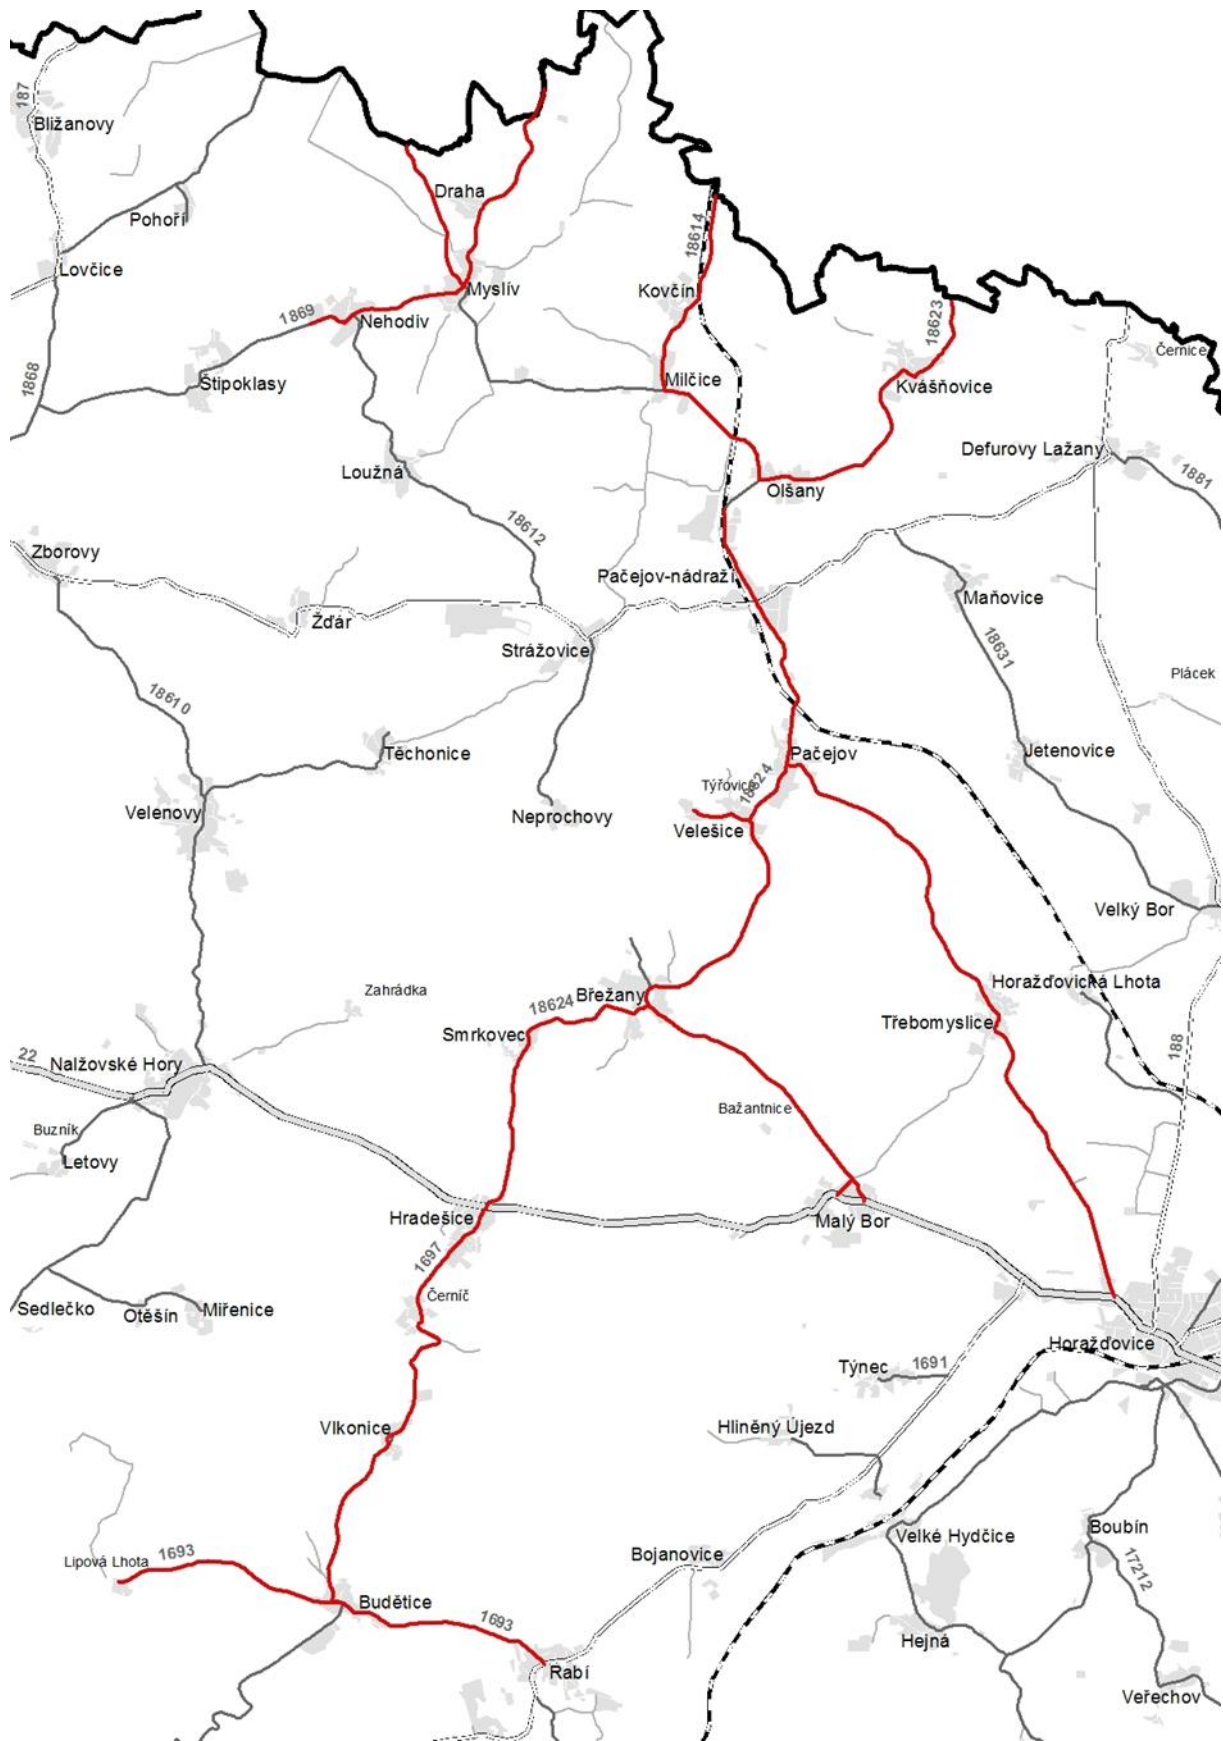 187
Bližanovy
Draha
Pohoří
18614
Lovčice
Myslív
Kovčín
1869
Nehodiv
18623
Černice
1868
Štipoklasy
Milčice
Kvášňovice
Defurovy Lažany
Loužná
Olšany
1881
18612
Zborovy
Pačejov-nádraží
Maňovice
Žďár
Strážovice
18631
Plácek
18610
Těchonice
Pačejov
Jetenovice
Týřovice
18624
Velenovy
Neprochovy
Velešice
Velký Bor
Břežany
Horažďovická Lhota
Zahrádka
18624
Smrkovec
Třebomyslice
188
22
Nalžovské Hory
Bažantnice
Buzník
Letovy
Hradešice
Malý Bor
1697
Černíč
Sedlečko
Otěšín
Miřenice
Horažďovice
Týnec
1691
Vlkonice
Hliněný Újezd
Velké Hydčice
Boubín
1693
Lipová Lhota
Bojanovice
17212
Budětice
1693
Hejná
Rabí
Veřechov